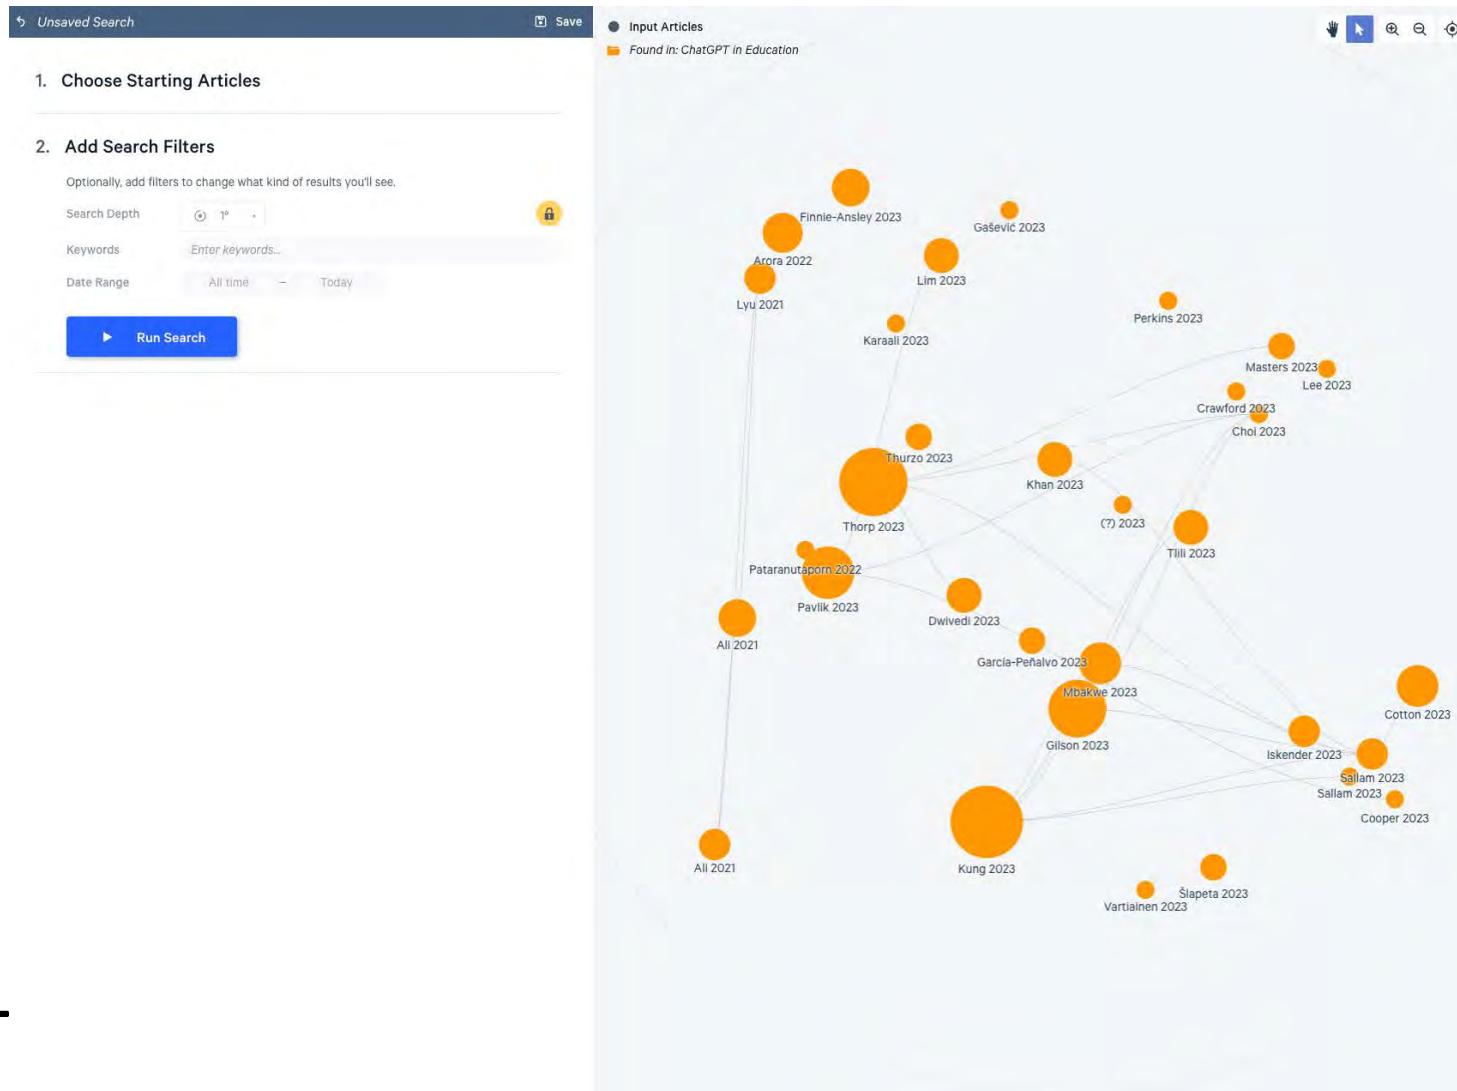 Unsaved Search
Save
1. Choose Starting Articles
2. Add Search Filters
Optionally, add filters to change what kind of results you'll see.
Search Depth 1°
Keywords Enter keywords...
Date Range All time – Today
Run Search
Input Articles
Found in: ChatGPT in Education
Finnie-Ansley 2023
Gašević 2023
Arora 2022
Lim 2023
Lyu 2021
Perkins 2023
Karaali 2023
Masters 2023
Lee 2023
Crawford 2023
Choi 2023
Thurzo 2023
Khan 2023
Thorp 2023
(?) 2023
Tlili 2023
Pataranutaporn 2022
Pavlik 2023
Dwivedi 2023
Ali 2021
García-Peñalvo 2023
Mbakwe 2023
Cotton 2023
Gilson 2023
Iskender 2023
Sallam 2023
Sallam 2023
Cooper 2023
Ali 2021
Kung 2023
Šlapeta 2023
Vartiainen 2023